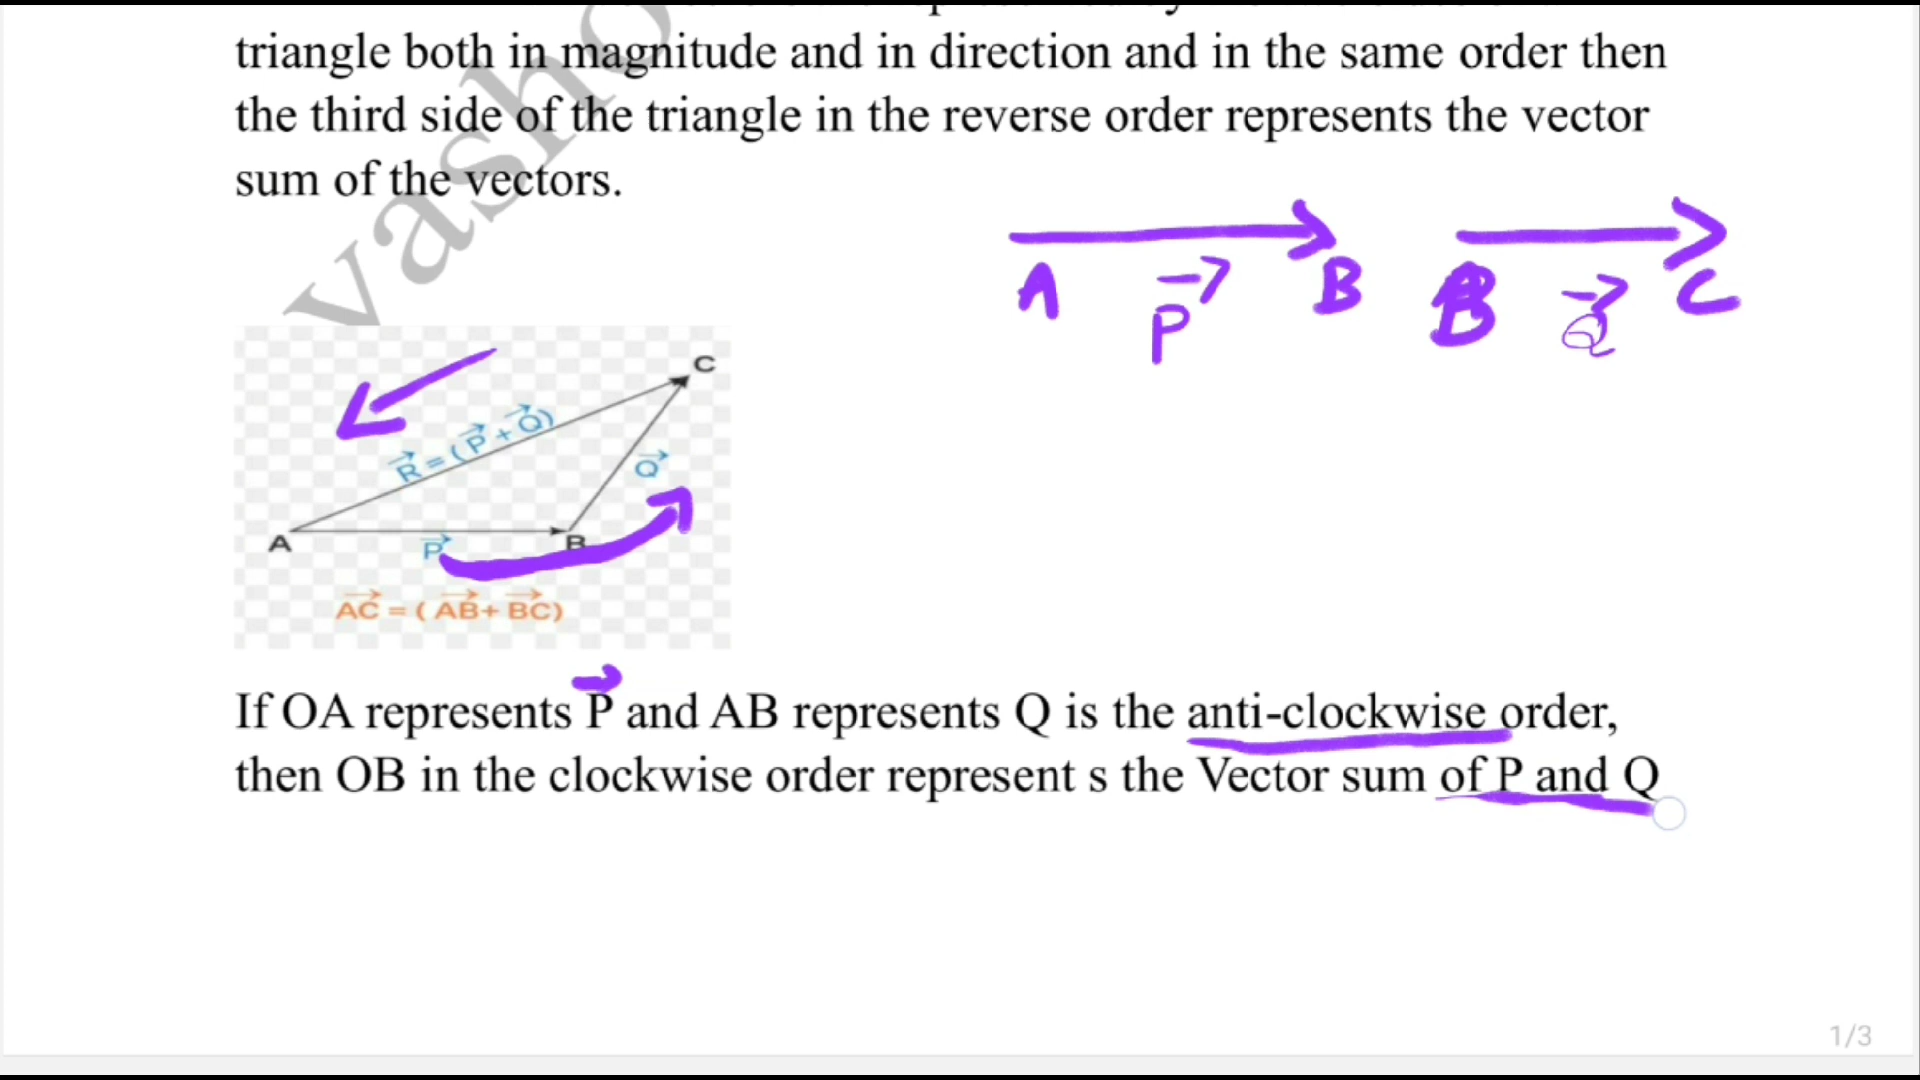 triangle both in magnitude and in direction and in the same order then
the third side of the triangle in the reverse order represents the vector
sum of the vectors.
vasho
A P B B Q C
C
R = (P + Q)
Q
A P B
AC = ( AB+ BC)
If OA represents P and AB represents Q is the anti-clockwise order,
then OB in the clockwise order represent s the Vector sum of P and Q
1/3